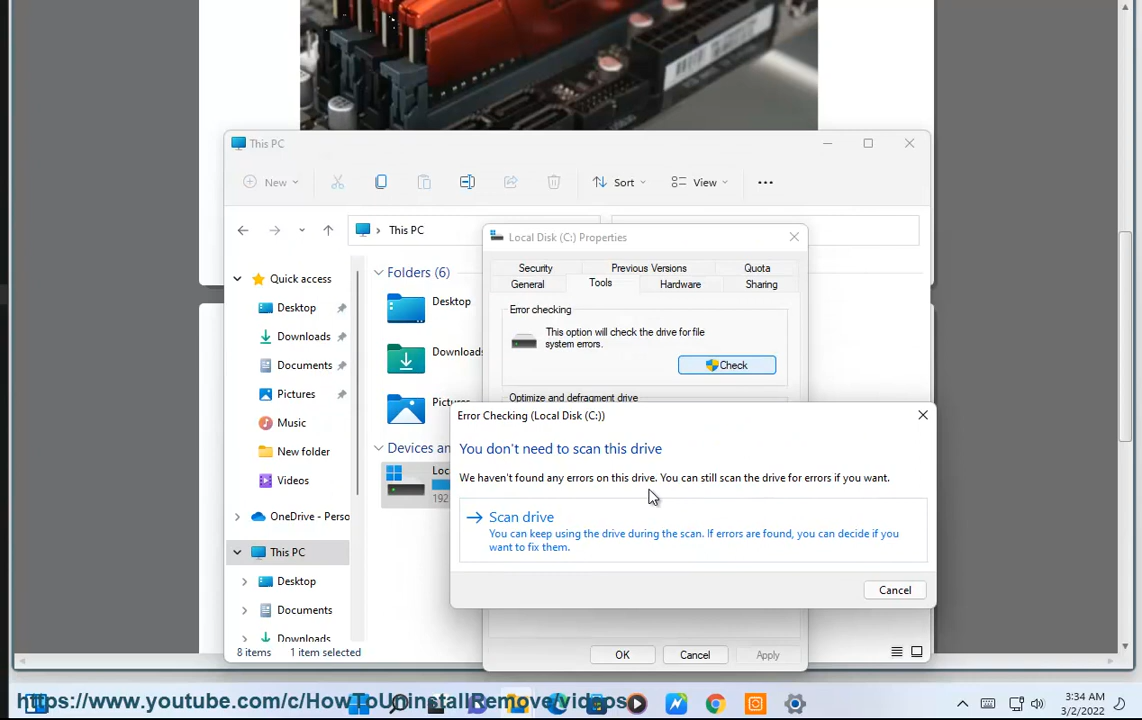 This PC
New
Sort
View
This PC
Local Disk (C:) Properties
Security
Previous Versions
Quota
General
Tools
Hardware
Sharing
Error checking
This option will check the drive for file
system errors.
Check
Optimize and defragment drive
Quick access
Desktop
Downloads
Documents
Pictures
Music
New folder
Videos
OneDrive - Perso
This PC
Desktop
Documents
Downloads
Folders (6)
Desktop
Downloads
Pictures
Devices an
Loc
192
Error Checking (Local Disk (C:))
You don't need to scan this drive
We haven't found any errors on this drive. You can still scan the drive for errors if you want.
Scan drive
You can keep using the drive during the scan. If errors are found, you can decide if you
want to fix them.
Cancel
OK
Cancel
Apply
8 items
1 item selected
https://www.youtube.com/c/HowToUninstallRemove/videos
3:34 AM
3/2/2022